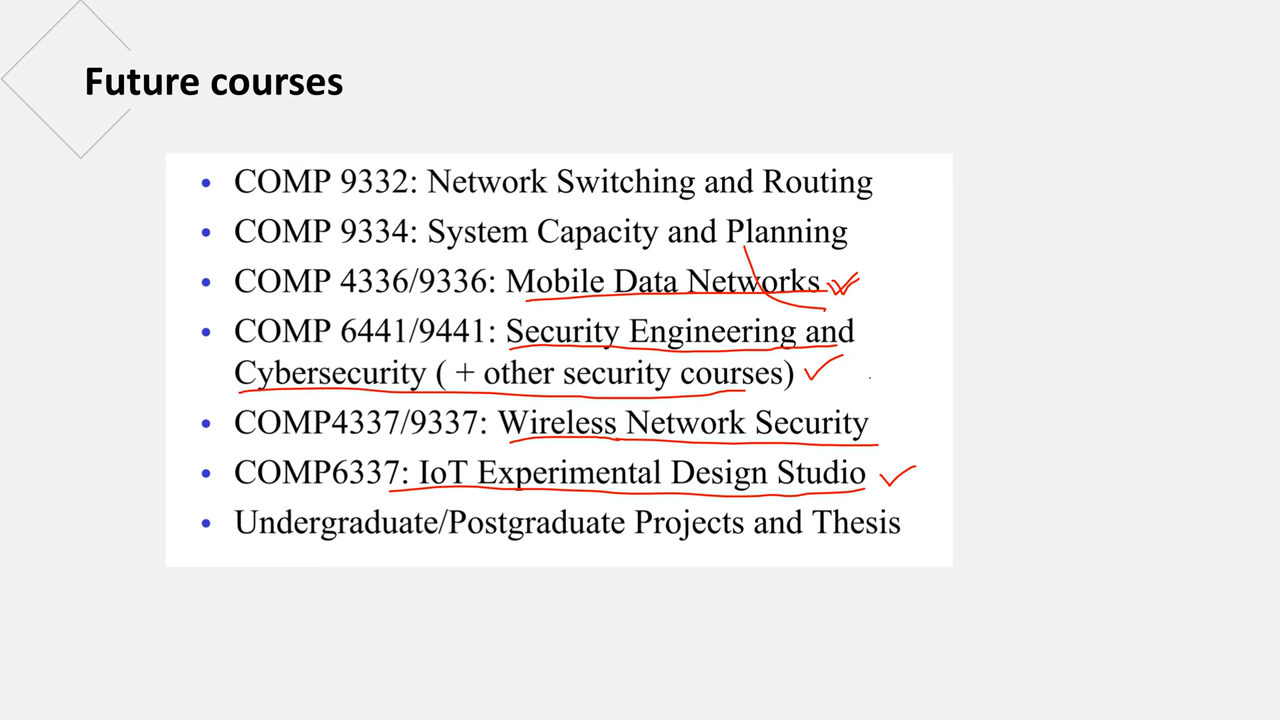 Future courses
• COMP 9332: Network Switching and Routing
• COMP 9334: System Capacity and Planning
• COMP 4336/9336: Mobile Data Networks
• COMP 6441/9441: Security Engineering and
Cybersecurity ( + other security courses)
• COMP4337/9337: Wireless Network Security
• COMP6337: IoT Experimental Design Studio
• Undergraduate/Postgraduate Projects and Thesis